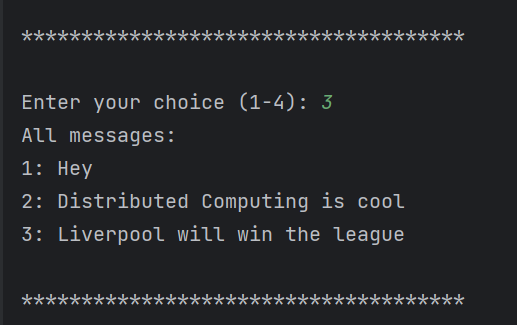 *************************************
Enter your choice (1-4): 3
All messages:
1: Hey
2: Distributed Computing is cool
3: Liverpool will win the league
*************************************